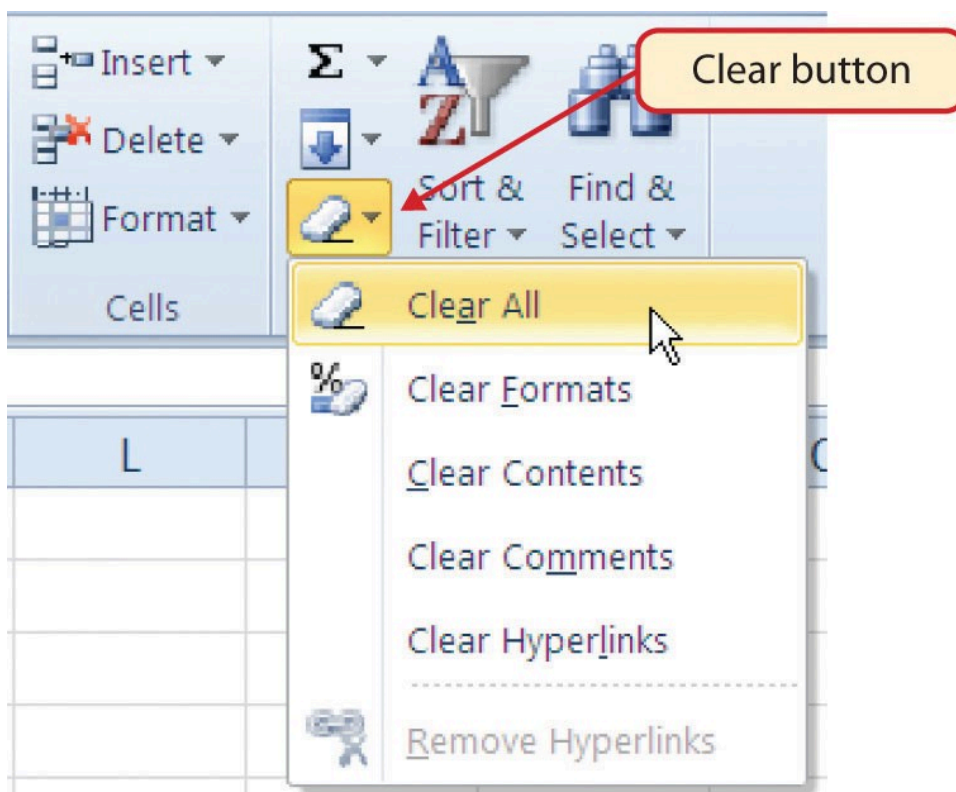 Insert
Delete
Format
Cells
Σ
A
Z
Sort &
Filter
Find &
Select
Clear button
Clear All
%
Clear Formats
Clear Contents
Clear Comments
Clear Hyperlinks
Remove Hyperlinks
L